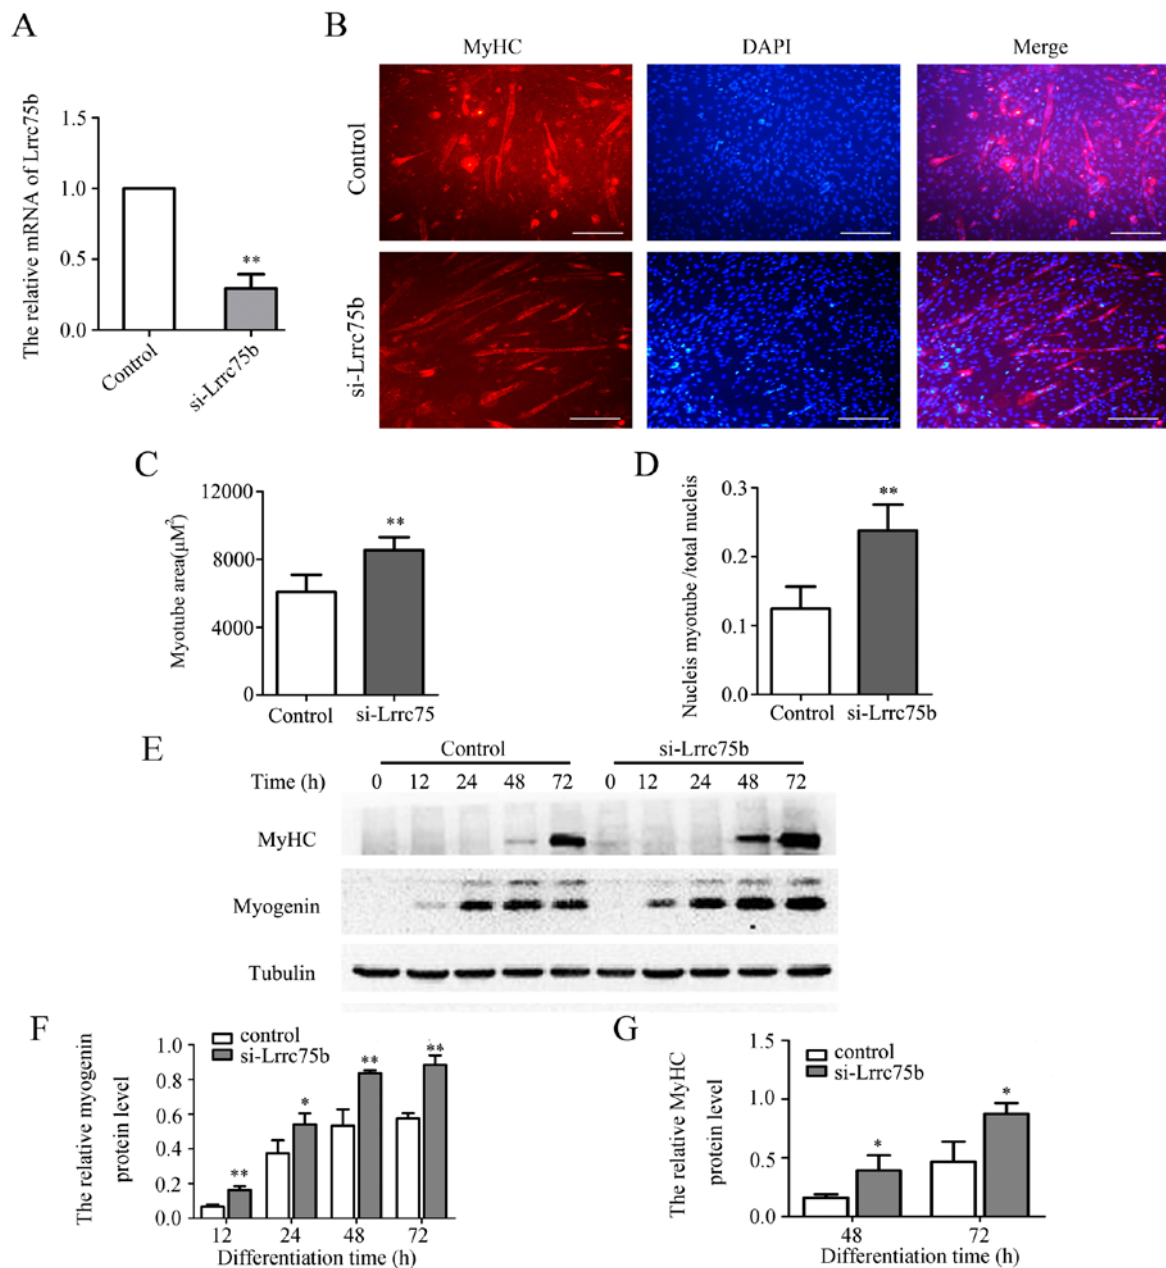 A
The relative mRNA of Lrrc75b
1.5
1.0
0.5
0.0
Control
si-Lrrc75b
**
B
MyHC
DAPI
Merge
Control
si-Lrrc75b
C
Myotube area(μM²)
12000
8000
4000
0
**
Control
si-Lrrc75
D
Nucleis myotube /total nucleis
0.3
0.2
0.1
0.0
**
Control
si-Lrrc75b
E
Control
si-Lrrc75b
Time (h)
0 12 24 48 72 0 12 24 48 72
MyHC
Myogenin
Tubulin
F
The relative myogenin
protein level
control
si-Lrrc75b
1.0
0.8
0.6
0.4
0.2
0.0
**
*
**
**
12 24 48 72
Differentiation time (h)
G
The relative MyHC
protein level
control
si-Lrrc75b
1.5
1.0
0.5
0.0
*
*
48 72
Differentiation time (h)